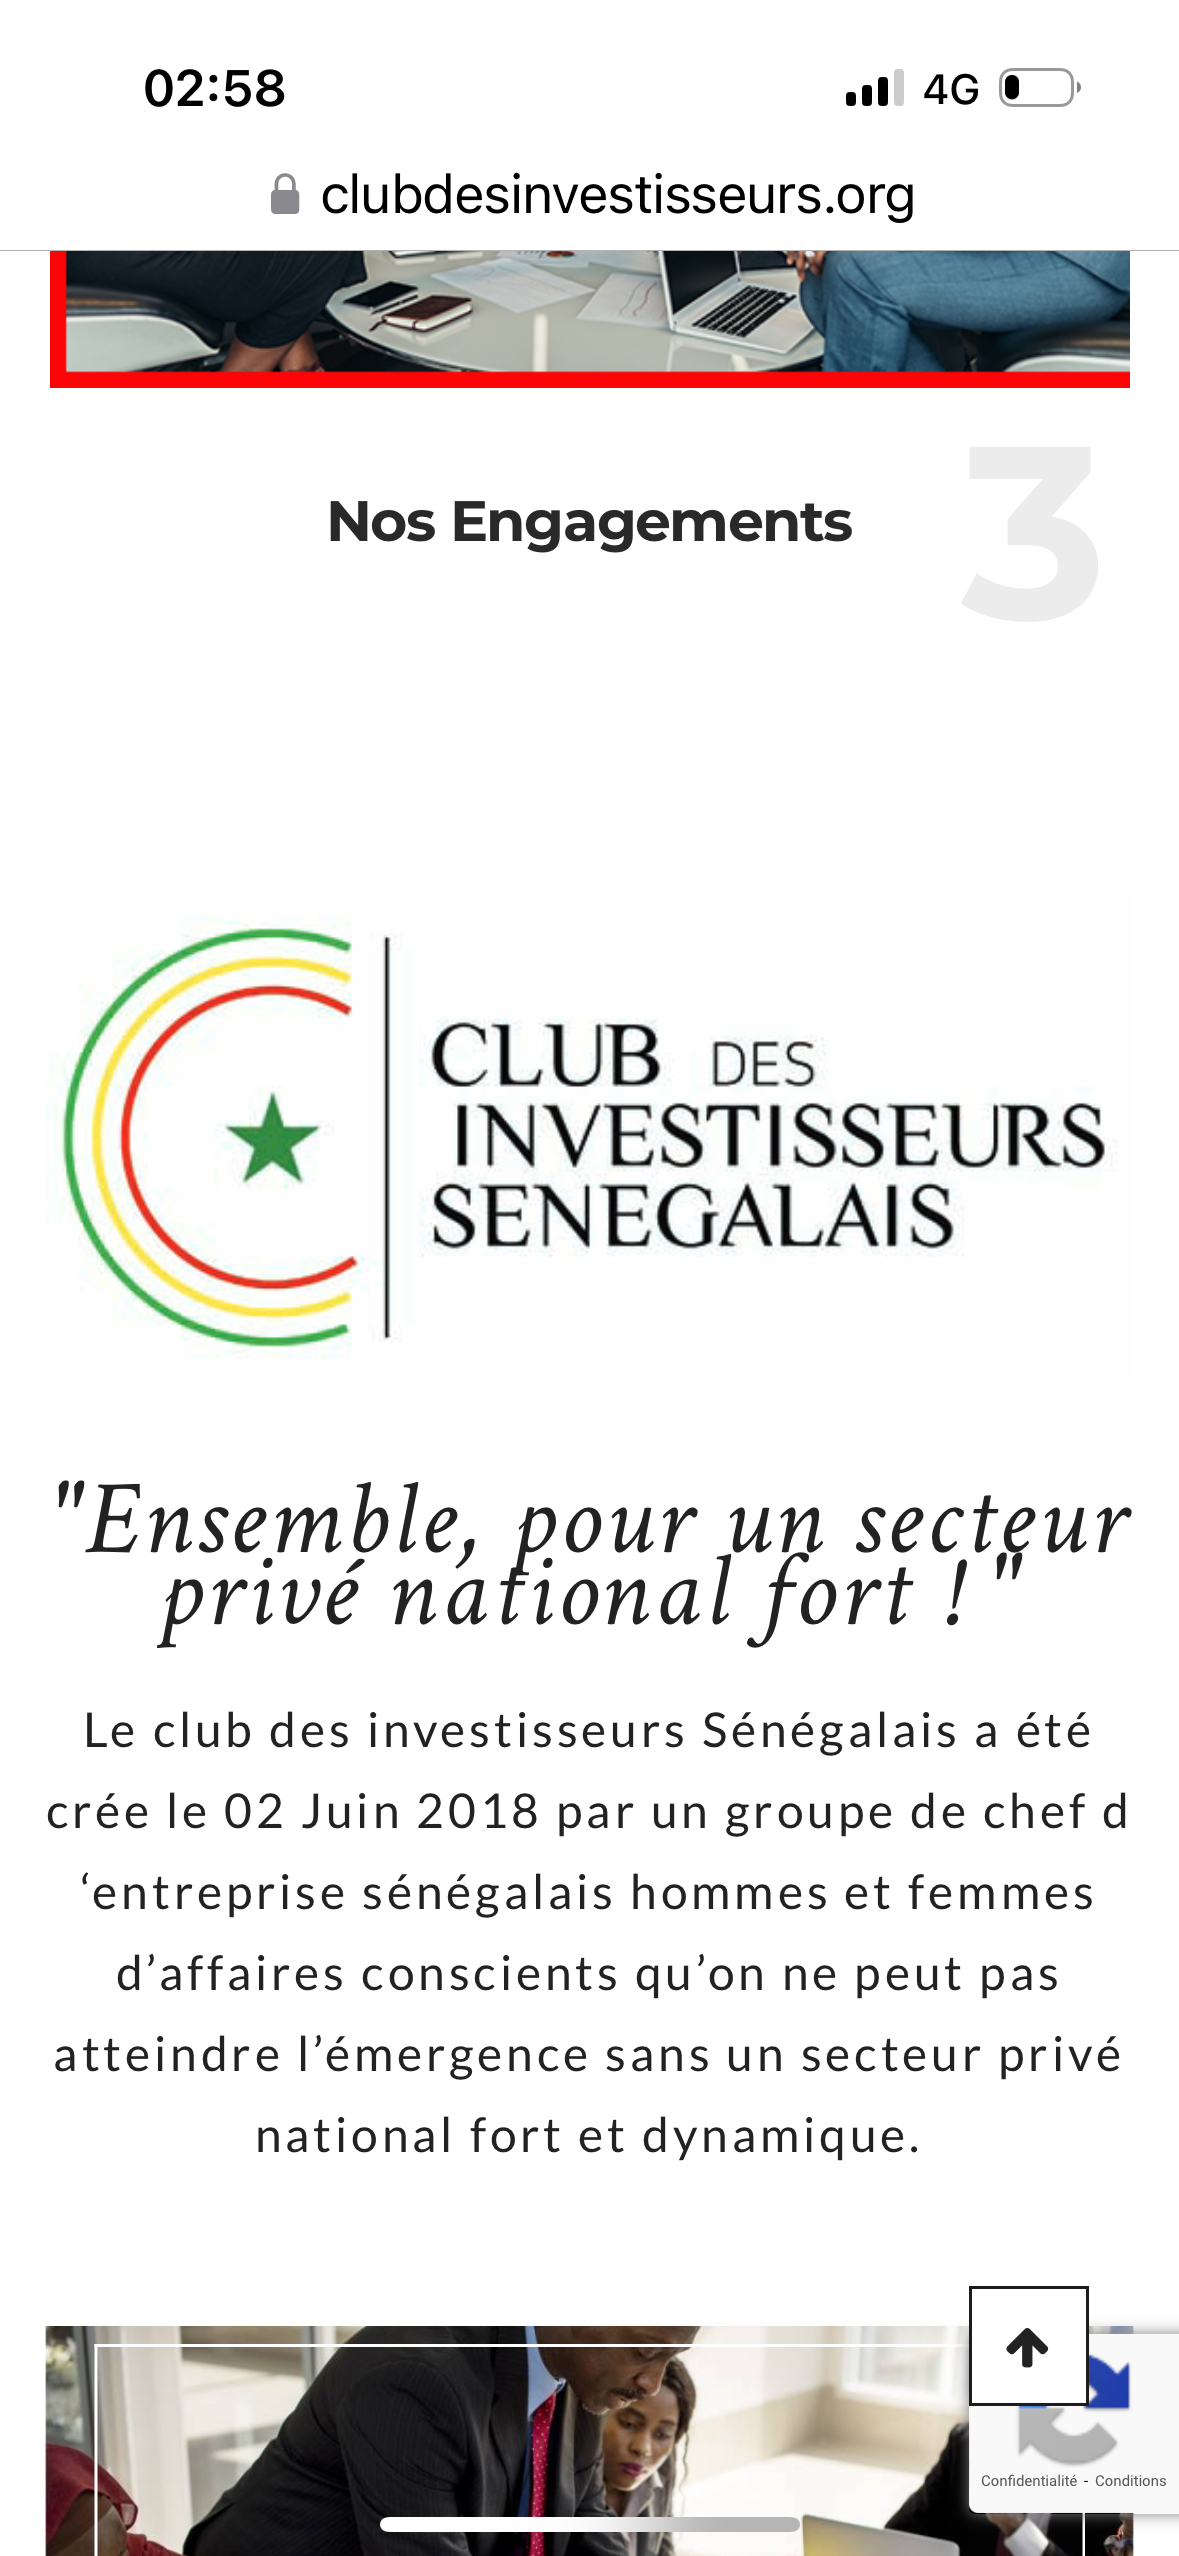 02:58
4G
clubdesinvestisseurs.org
Nos Engagements
3
CLUB DES
INVESTISSEURS
SENEGALAIS
"Ensemble, pour un secteur
privé national fort ! "
Le club des investisseurs Sénégalais a été
crée le 02 Juin 2018 par un groupe de chef d
‘entreprise sénégalais hommes et femmes
d’affaires conscients qu’on ne peut pas
atteindre l’émergence sans un secteur privé
national fort et dynamique.
Confidentialité - Conditions